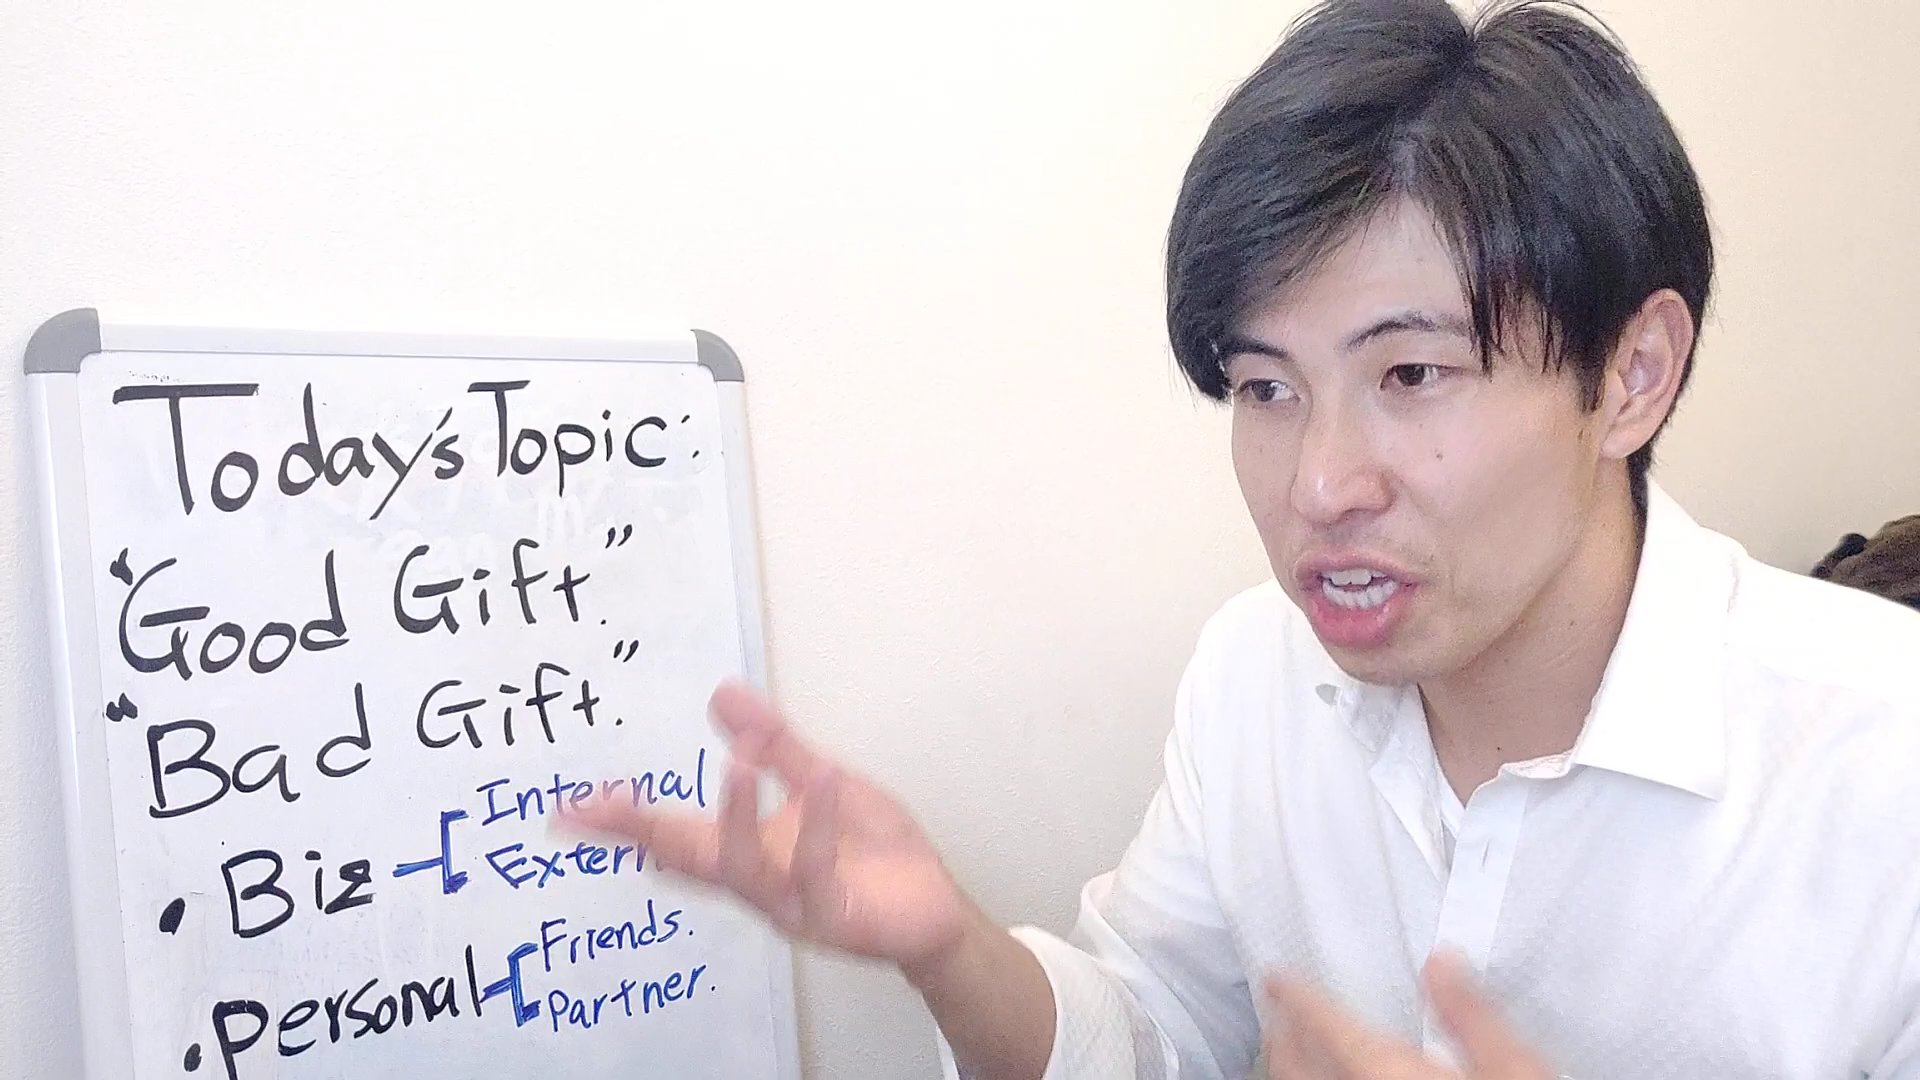 Today's Topic:
"Good Gift."
"Bad Gift."
• Biz
Internal
• Personal
Friends.
Partner.